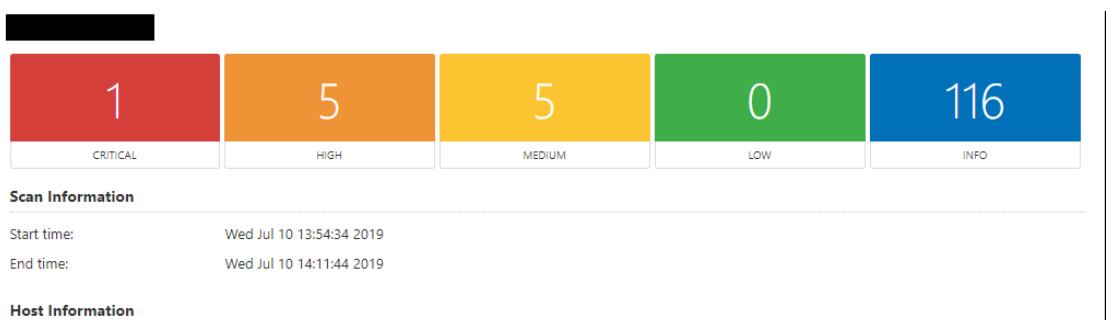 1 5 5 0 116
CRITICAL HIGH MEDIUM LOW INFO
Scan Information
Start time: Wed Jul 10 13:54:34 2019
End time: Wed Jul 10 14:11:44 2019
Host Information